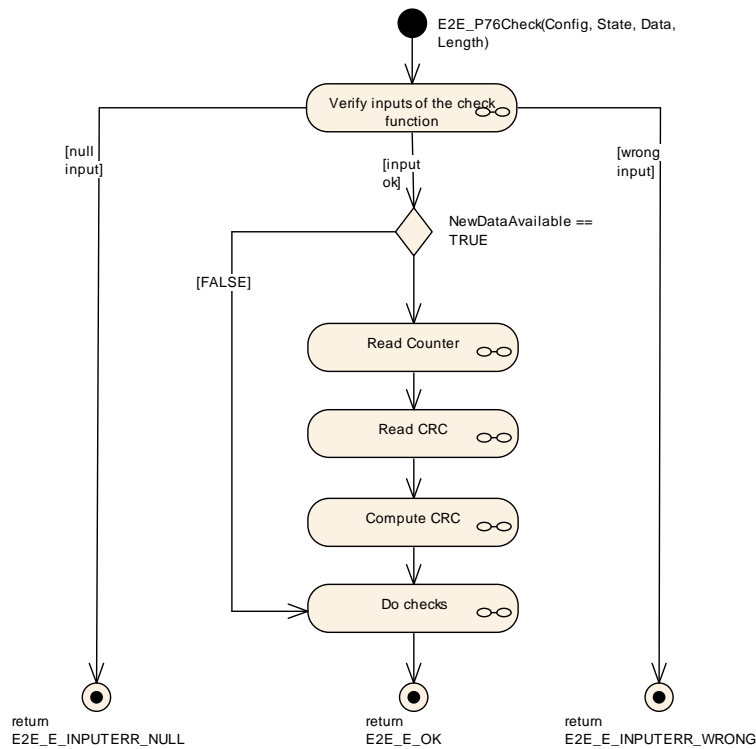 E2E_P76Check(Config, State, Data,
Length)
Verify inputs of the check
function
[null
input]
[input
ok]
[wrong
input]
NewDataAvailable ==
TRUE
[FALSE]
Read Counter
Read CRC
Compute CRC
Do checks
return
E2E_E_INPUTERR_NULL
return
E2E_E_OK
return
E2E_E_INPUTERR_WRONG